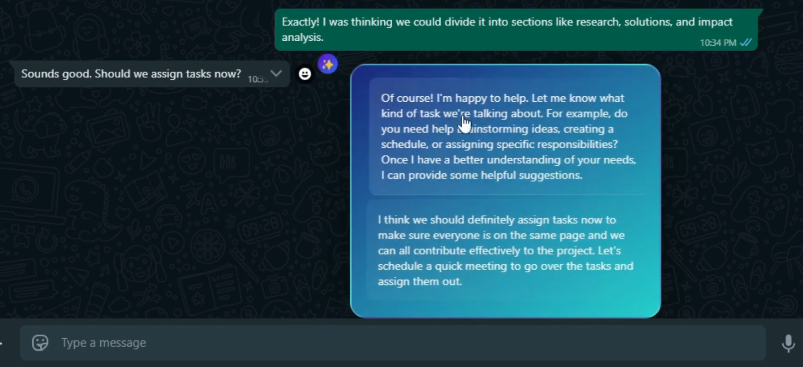 Exactly! I was thinking we could divide it into sections like research, solutions, and impact
analysis.
10:34 PM
Sounds good. Should we assign tasks now?
Of course! I'm happy to help. Let me know what
kind of task we're talking about. For example, do
you need help brainstorming ideas, creating a
schedule, or assigning specific responsibilities?
Once I have a better understanding of your needs,
I can provide some helpful suggestions.
I think we should definitely assign tasks now to
make sure everyone is on the same page and we
can all contribute effectively to the project. Let's
schedule a quick meeting to go over the tasks and
assign them out.
Type a message